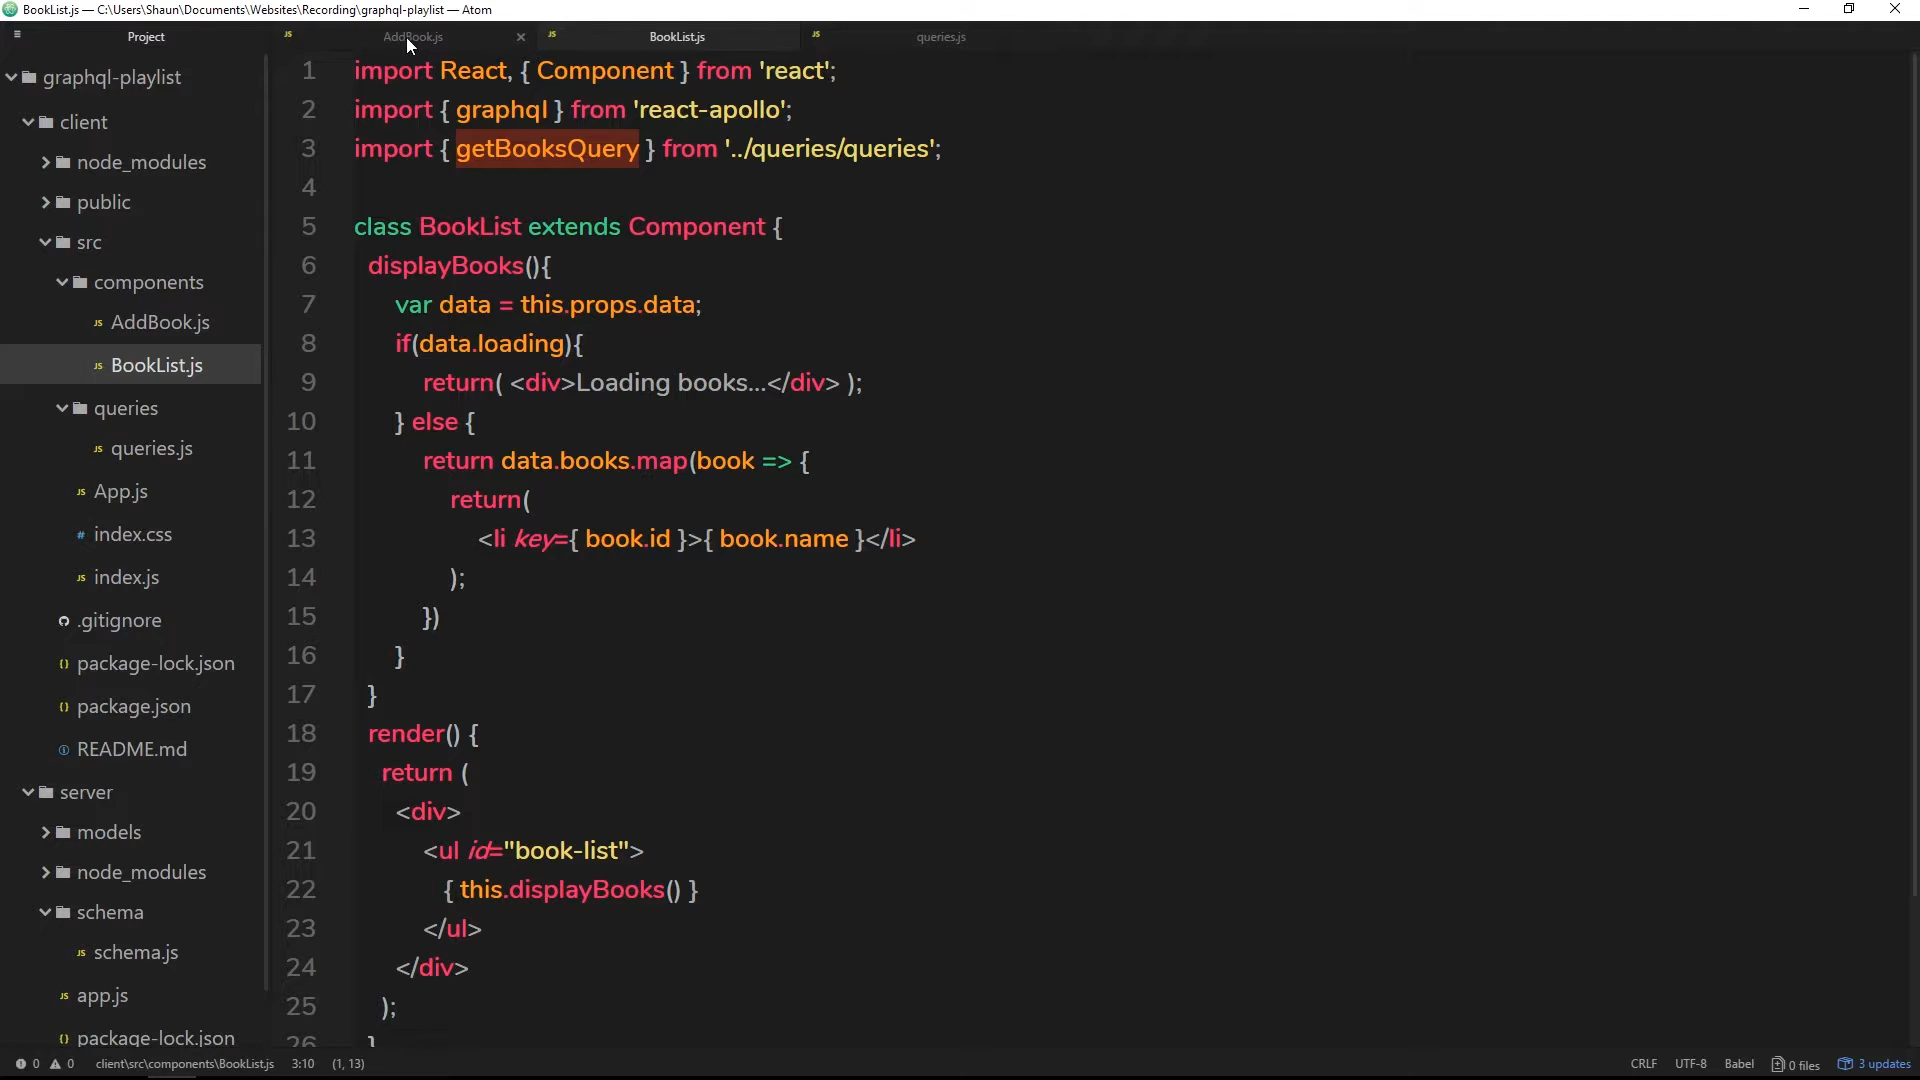 BookList.js — C:\Users\Shaun\Documents\Websites\Recording\graphql-playlist — Atom
Project
AddBook.js
BookList.js
queries.js
graphql-playlist
client
node_modules
public
src
components
AddBook.js
BookList.js
queries
queries.js
App.js
index.css
index.js
.gitignore
package-lock.json
package.json
README.md
server
models
node_modules
schema
schema.js
app.js
package-lock.json
1 import React, { Component } from 'react';
2 import { graphql } from 'react-apollo';
3 import { getBooksQuery } from '../queries/queries';
4
5 class BookList extends Component {
6 displayBooks(){
7 var data = this.props.data;
8 if(data.loading){
9 return( <div>Loading books...</div> );
10 } else {
11 return data.books.map(book => {
12 return(
13 <li key={ book.id }>{ book.name }</li>
14 );
15 })
16 }
17 }
18 render() {
19 return (
20 <div>
21 <ul id="book-list">
22 { this.displayBooks() }
23 </ul>
24 </div>
25 );
26 }
0 0 client\src\components\BookList.js 3:10 (1, 13) CRLF UTF-8 Babel 0 files 3 updates